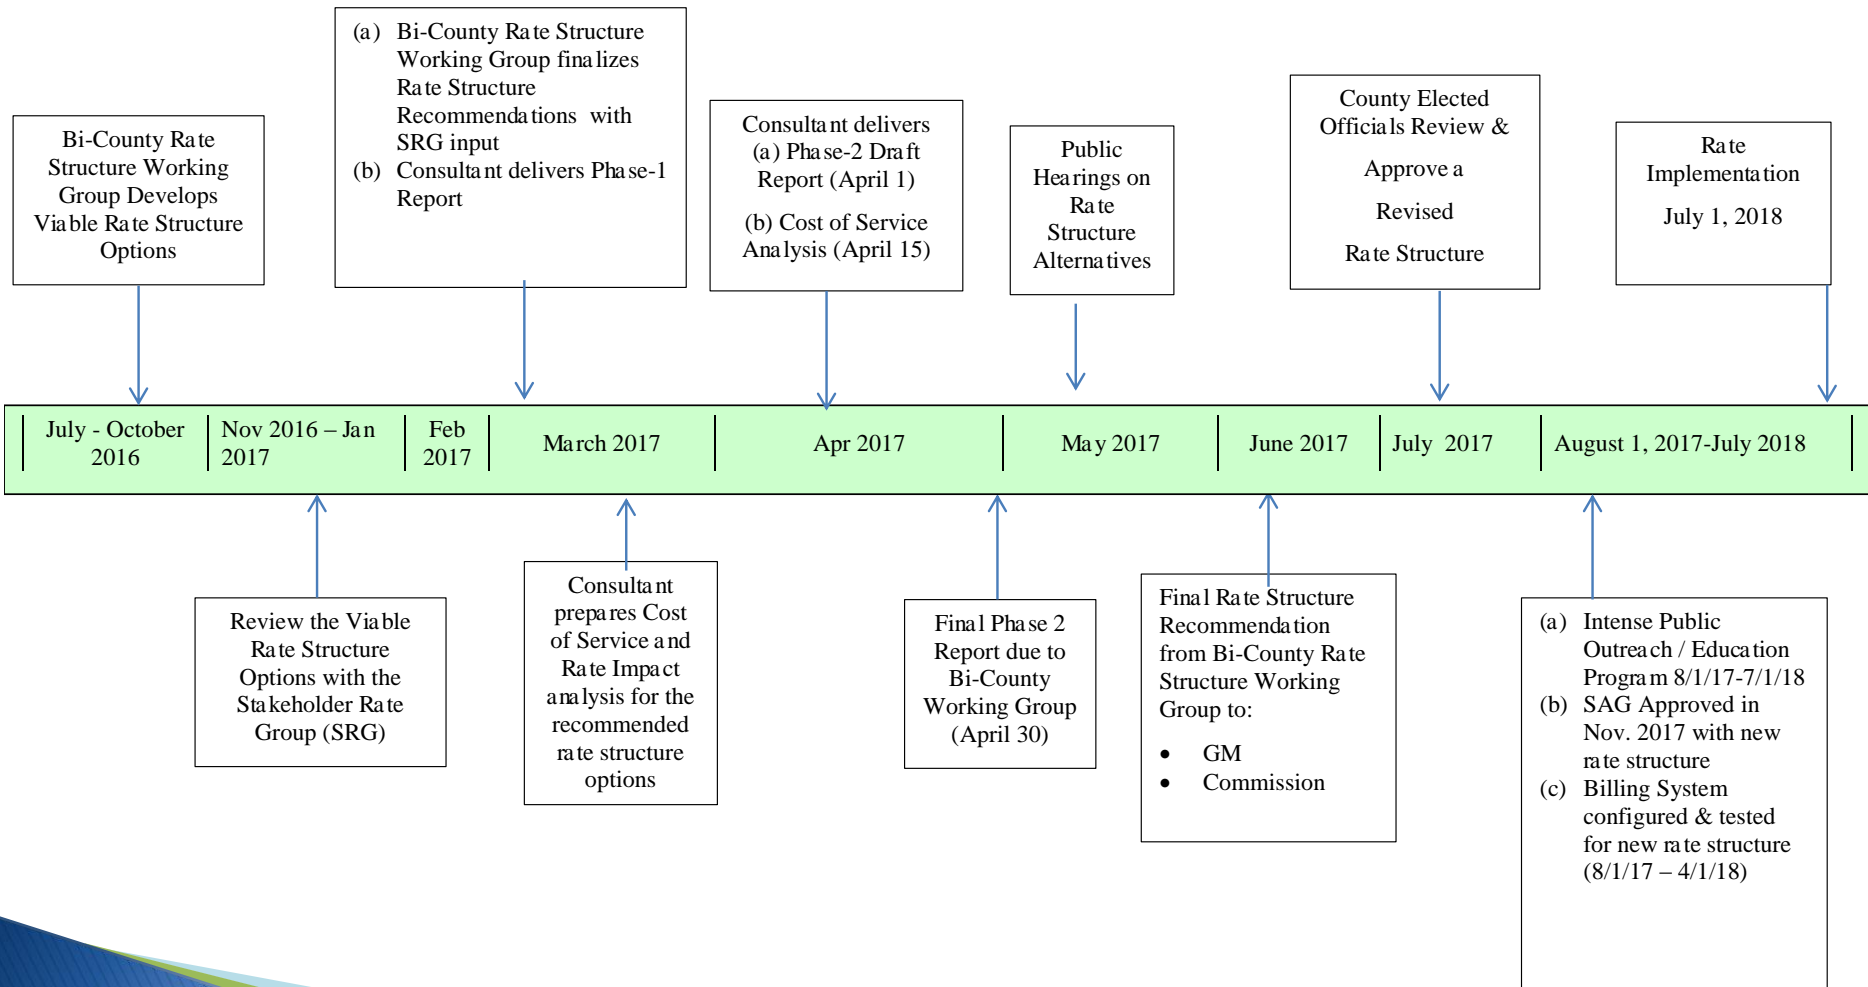 Bi-County Rate
Structure Working
Group Develops
Viable Rate Structure
Options
(a) Bi-County Rate Structure
Working Group finalizes
Rate Structure
Recommendations with
SRG input
(b) Consultant delivers Phase-1
Report
Consultant delivers
(a) Phase-2 Draft
Report (April 1)
(b) Cost of Service
Analysis (April 15)
Public
Hearings on
Rate
Structure
Alternatives
County Elected
Officials Review &
Approve a
Revised
Rate Structure
Rate
Implementation
July 1, 2018
July - October
2016
Nov 2016 – Jan
2017
Feb
2017
March 2017
Apr 2017
May 2017
June 2017
July 2017
August 1, 2017-July 2018
Review the Viable
Rate Structure
Options with the
Stakeholder Rate
Group (SRG)
Consultant
prepares Cost
of Service and
Rate Impact
analysis for the
recommended
rate structure
options
Final Phase 2
Report due to
Bi-County
Working Group
(April 30)
Final Rate Structure
Recommendation
from Bi-County Rate
Structure Working
Group to:
• GM
• Commission
(a) Intense Public
Outreach / Education
Program 8/1/17-7/1/18
(b) SAG Approved in
Nov. 2017 with new
rate structure
(c) Billing System
configured & tested
for new rate structure
(8/1/17 – 4/1/18)